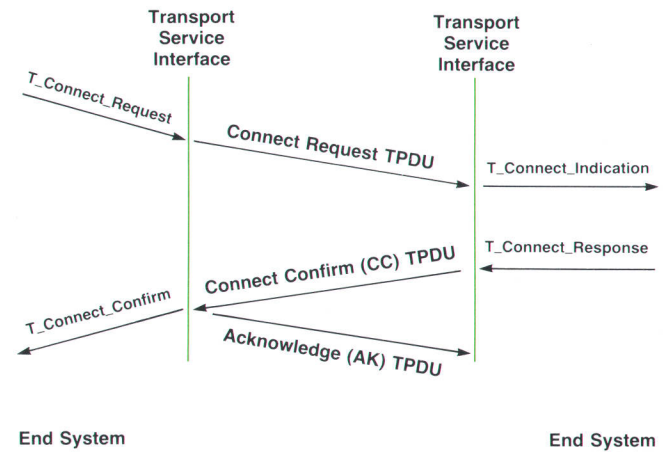 Transport
Service
Interface
Transport
Service
Interface
T_Connect_Request
Connect Request TPDU
T_Connect_Indication
T_Connect_Response
Connect Confirm (CC) TPDU
T_Connect_Confirm
Acknowledge (AK) TPDU
End System
End System